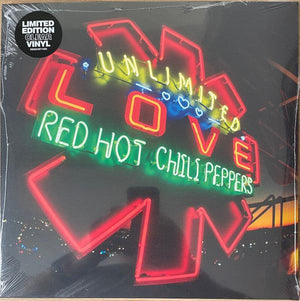 LIMITED
EDITION
CLEAR
VINYL
UNLIMITED
LOVE
RED HOT CHILI PEPPERS